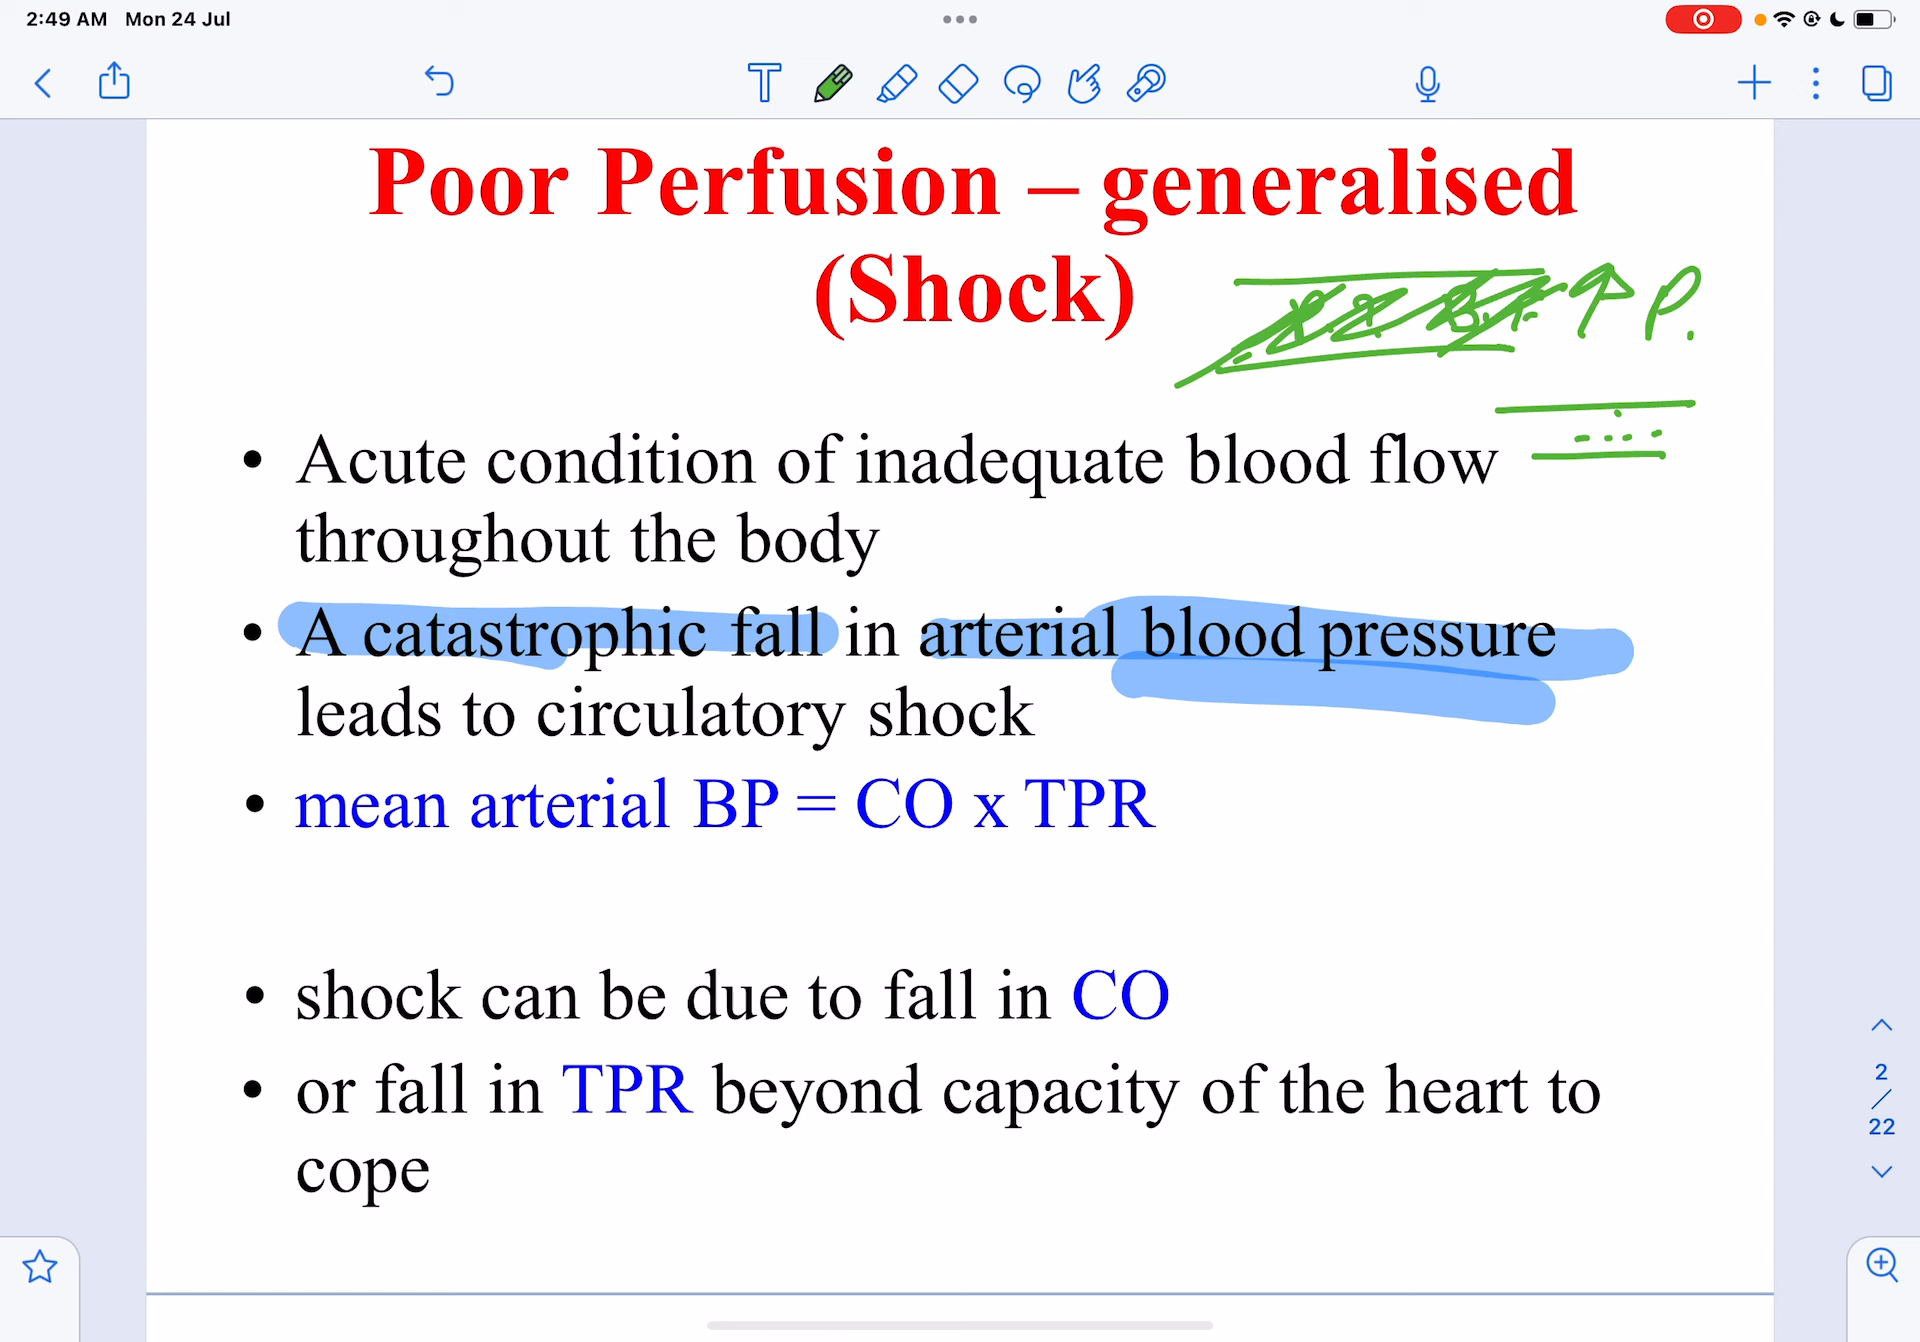 2:49 AM Mon 24 Jul
Poor Perfusion – generalised
(Shock)
P.
• Acute condition of inadequate blood flow
throughout the body
• A catastrophic fall in arterial blood pressure
leads to circulatory shock
• mean arterial BP = CO x TPR
• shock can be due to fall in CO
• or fall in TPR beyond capacity of the heart to
cope
2
/
22